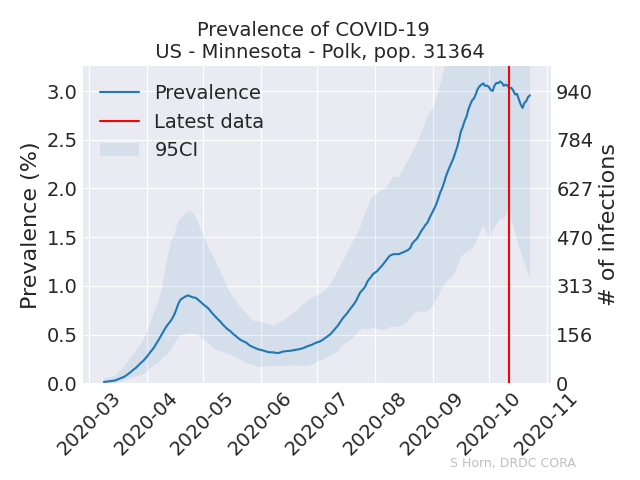 Prevalence of COVID-19
US - Minnesota - Polk, pop. 31364
Prevalence
Latest data
95CI
Prevalence (%)
3.0
2.5
2.0
1.5
1.0
0.5
0.0
940
784
627
470
313
156
0
# of infections
2020-03
2020-04
2020-05
2020-06
2020-07
2020-08
2020-09
2020-10
2020-11
S Horn, DRDC CORA